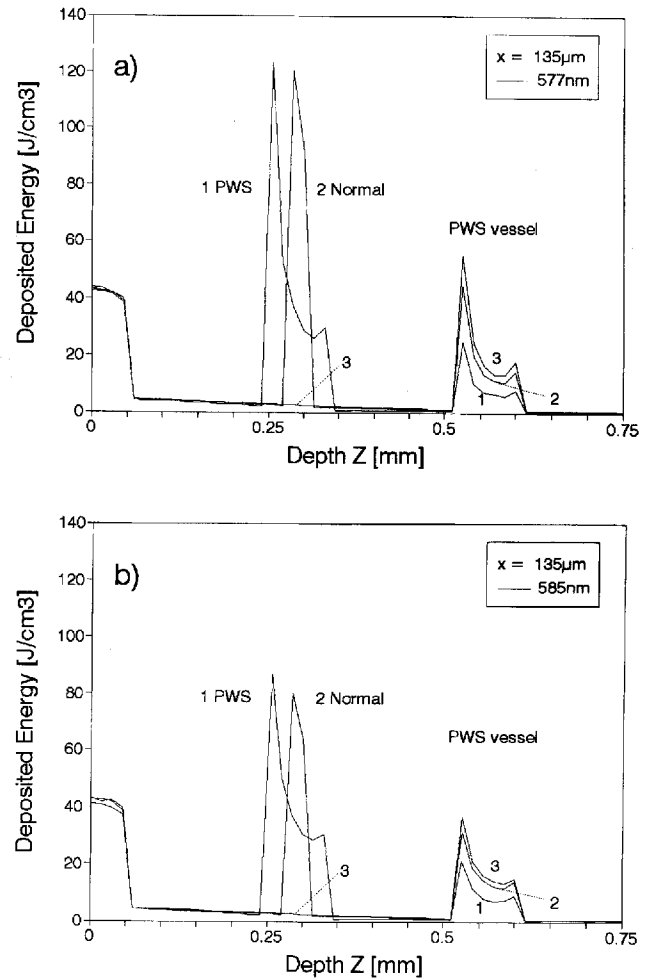 140
120
100
80
60
40
20
0
Deposited Energy [J/cm3]
a)
x = 135µm
577nm
1 PWS
2 Normal
PWS vessel
3
3
1
2
0
0.25
0.5
0.75
Depth Z [mm]
140
120
100
80
60
40
20
0
Deposited Energy [J/cm3]
b)
x = 135µm
585nm
1 PWS
2 Normal
PWS vessel
3
3
1
2
0
0.25
0.5
0.75
Depth Z [mm]